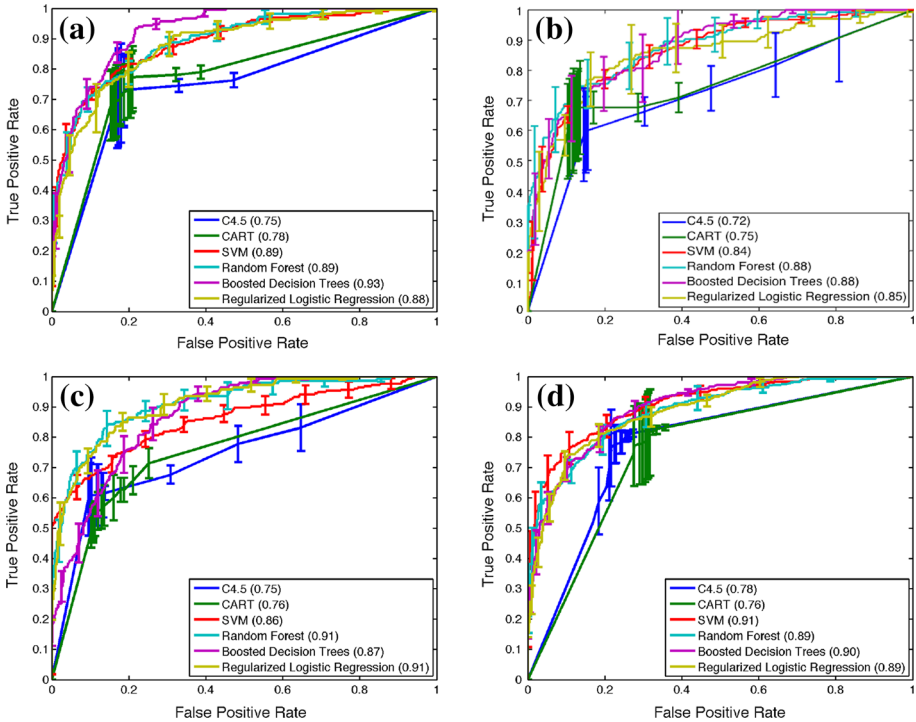 (a)
True Positive Rate
1
0.9
0.8
0.7
0.6
0.5
0.4
0.3
0.2
0.1
0
C4.5 (0.75)
CART (0.78)
SVM (0.89)
Random Forest (0.89)
Boosted Decision Trees (0.93)
Regularized Logistic Regression (0.88)
0 0.2 0.4 0.6 0.8 1
False Positive Rate
(b)
True Positive Rate
1
0.9
0.8
0.7
0.6
0.5
0.4
0.3
0.2
0.1
0
C4.5 (0.72)
CART (0.75)
SVM (0.84)
Random Forest (0.88)
Boosted Decision Trees (0.88)
Regularized Logistic Regression (0.85)
0 0.2 0.4 0.6 0.8 1
False Positive Rate
(c)
True Positive Rate
1
0.9
0.8
0.7
0.6
0.5
0.4
0.3
0.2
0.1
0
C4.5 (0.75)
CART (0.76)
SVM (0.86)
Random Forest (0.91)
Boosted Decision Trees (0.87)
Regularized Logistic Regression (0.91)
0 0.2 0.4 0.6 0.8 1
False Positive Rate
(d)
True Positive Rate
1
0.9
0.8
0.7
0.6
0.5
0.4
0.3
0.2
0.1
0
C4.5 (0.78)
CART (0.76)
SVM (0.91)
Random Forest (0.89)
Boosted Decision Trees (0.90)
Regularized Logistic Regression (0.89)
0 0.2 0.4 0.6 0.8 1
False Positive Rate